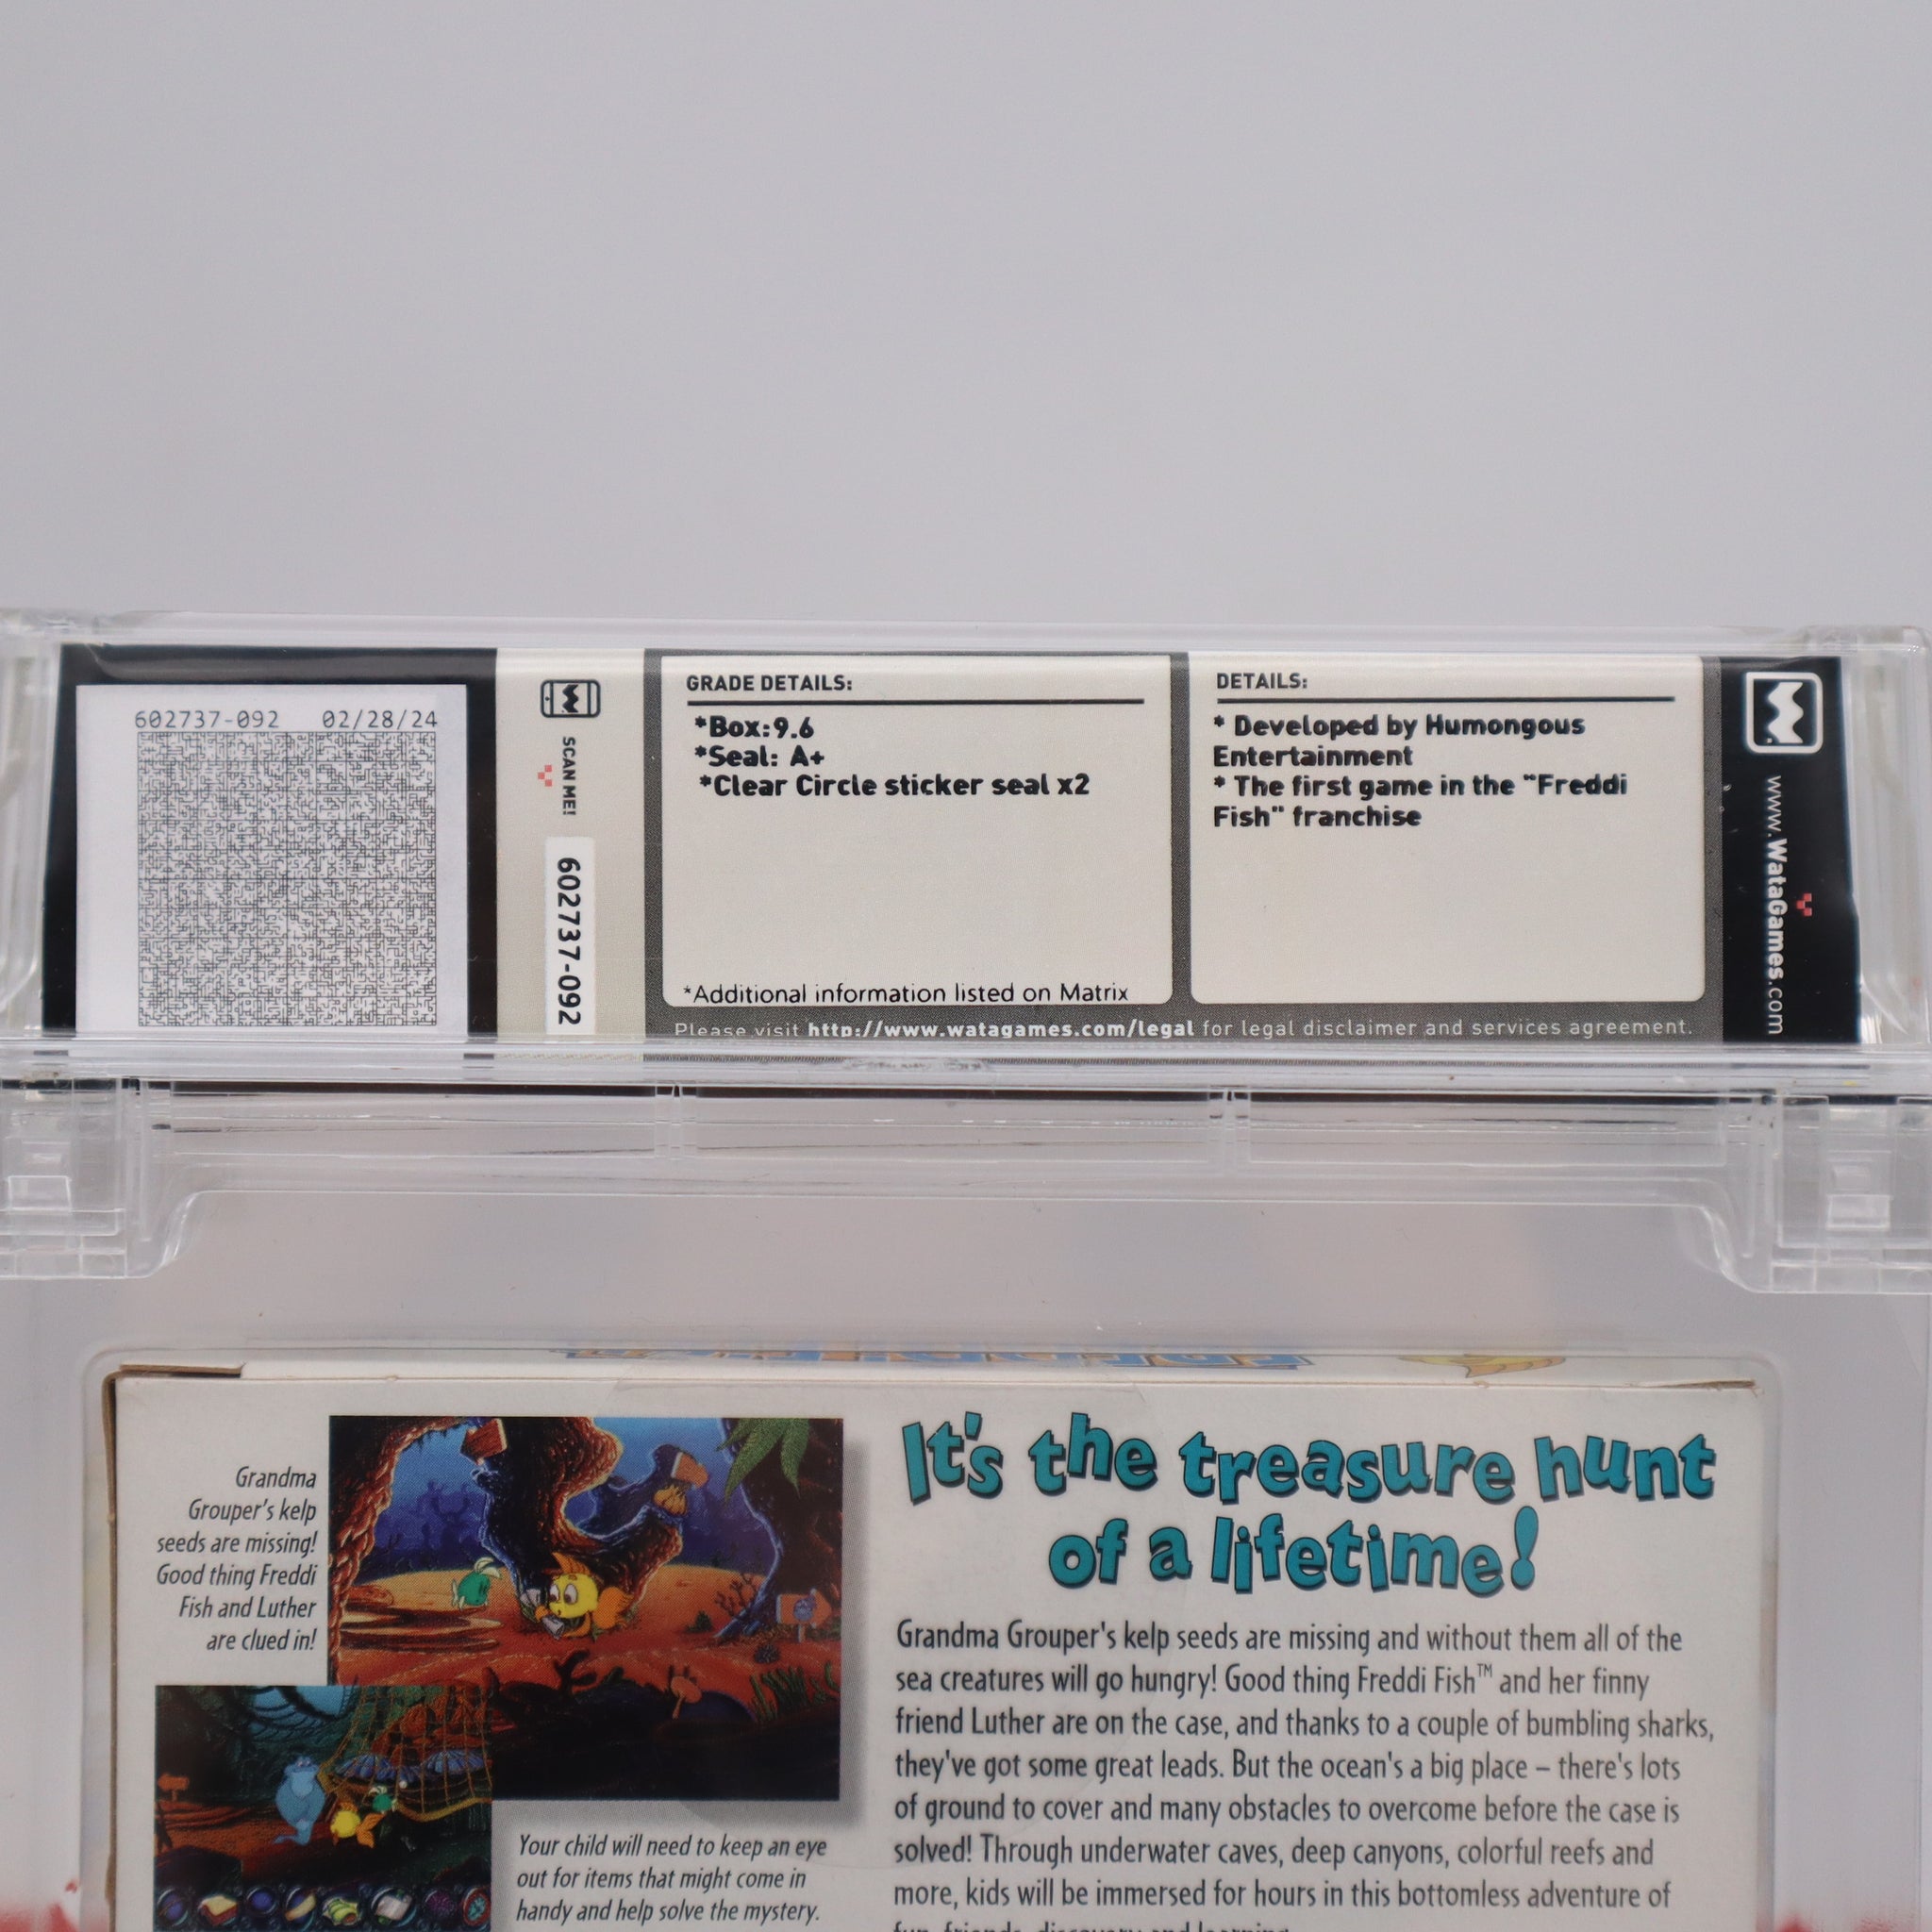 602737-092 02/28/24
SCAN ME!
602737-092
GRADE DETAILS:
*Box:9.6
*Seal: A+
*Clear Circle sticker seal x2
*Additional information listed on Matrix
DETAILS:
* Developed by Humongous
Entertainment
* The first game in the "Freddi
Fish" franchise
Please visit http://www.watagames.com/legal for legal disclaimer and services agreement.
www.WataGames.com
Grandma
Grouper's kelp
seeds are missing!
Good thing Freddi
Fish and Luther
are clued in!
Your child will need to keep an eye
out for items that might come in
handy and help solve the mystery.
It's the treasure hunt
of a lifetime!
Grandma Grouper's kelp seeds are missing and without them all of the
sea creatures will go hungry! Good thing Freddi Fish™ and her finny
friend Luther are on the case, and thanks to a couple of bumbling sharks,
they've got some great leads. But the ocean's a big place – there's lots
of ground to cover and many obstacles to overcome before the case is
solved! Through underwater caves, deep canyons, colorful reefs and
more, kids will be immersed for hours in this bottomless adventure of
fun, friends, discovery and learning.